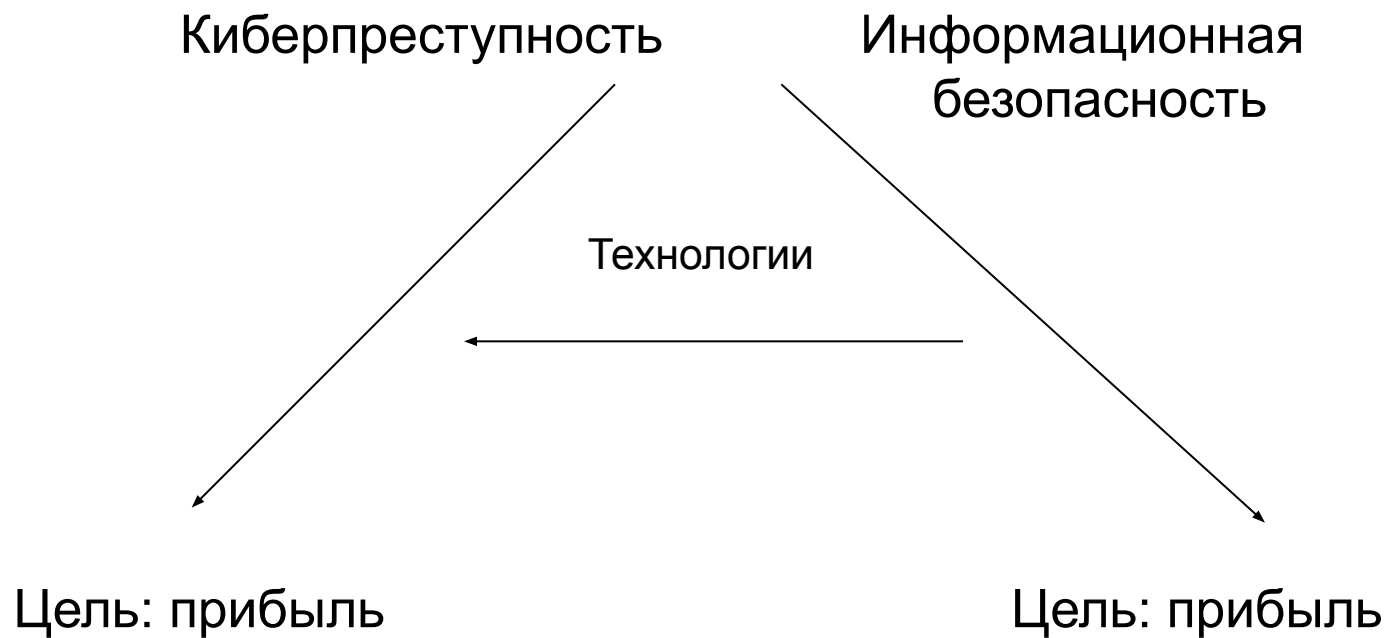 Киберпреступность
Информационная
безопасность
Технологии
Цель: прибыль
Цель: прибыль